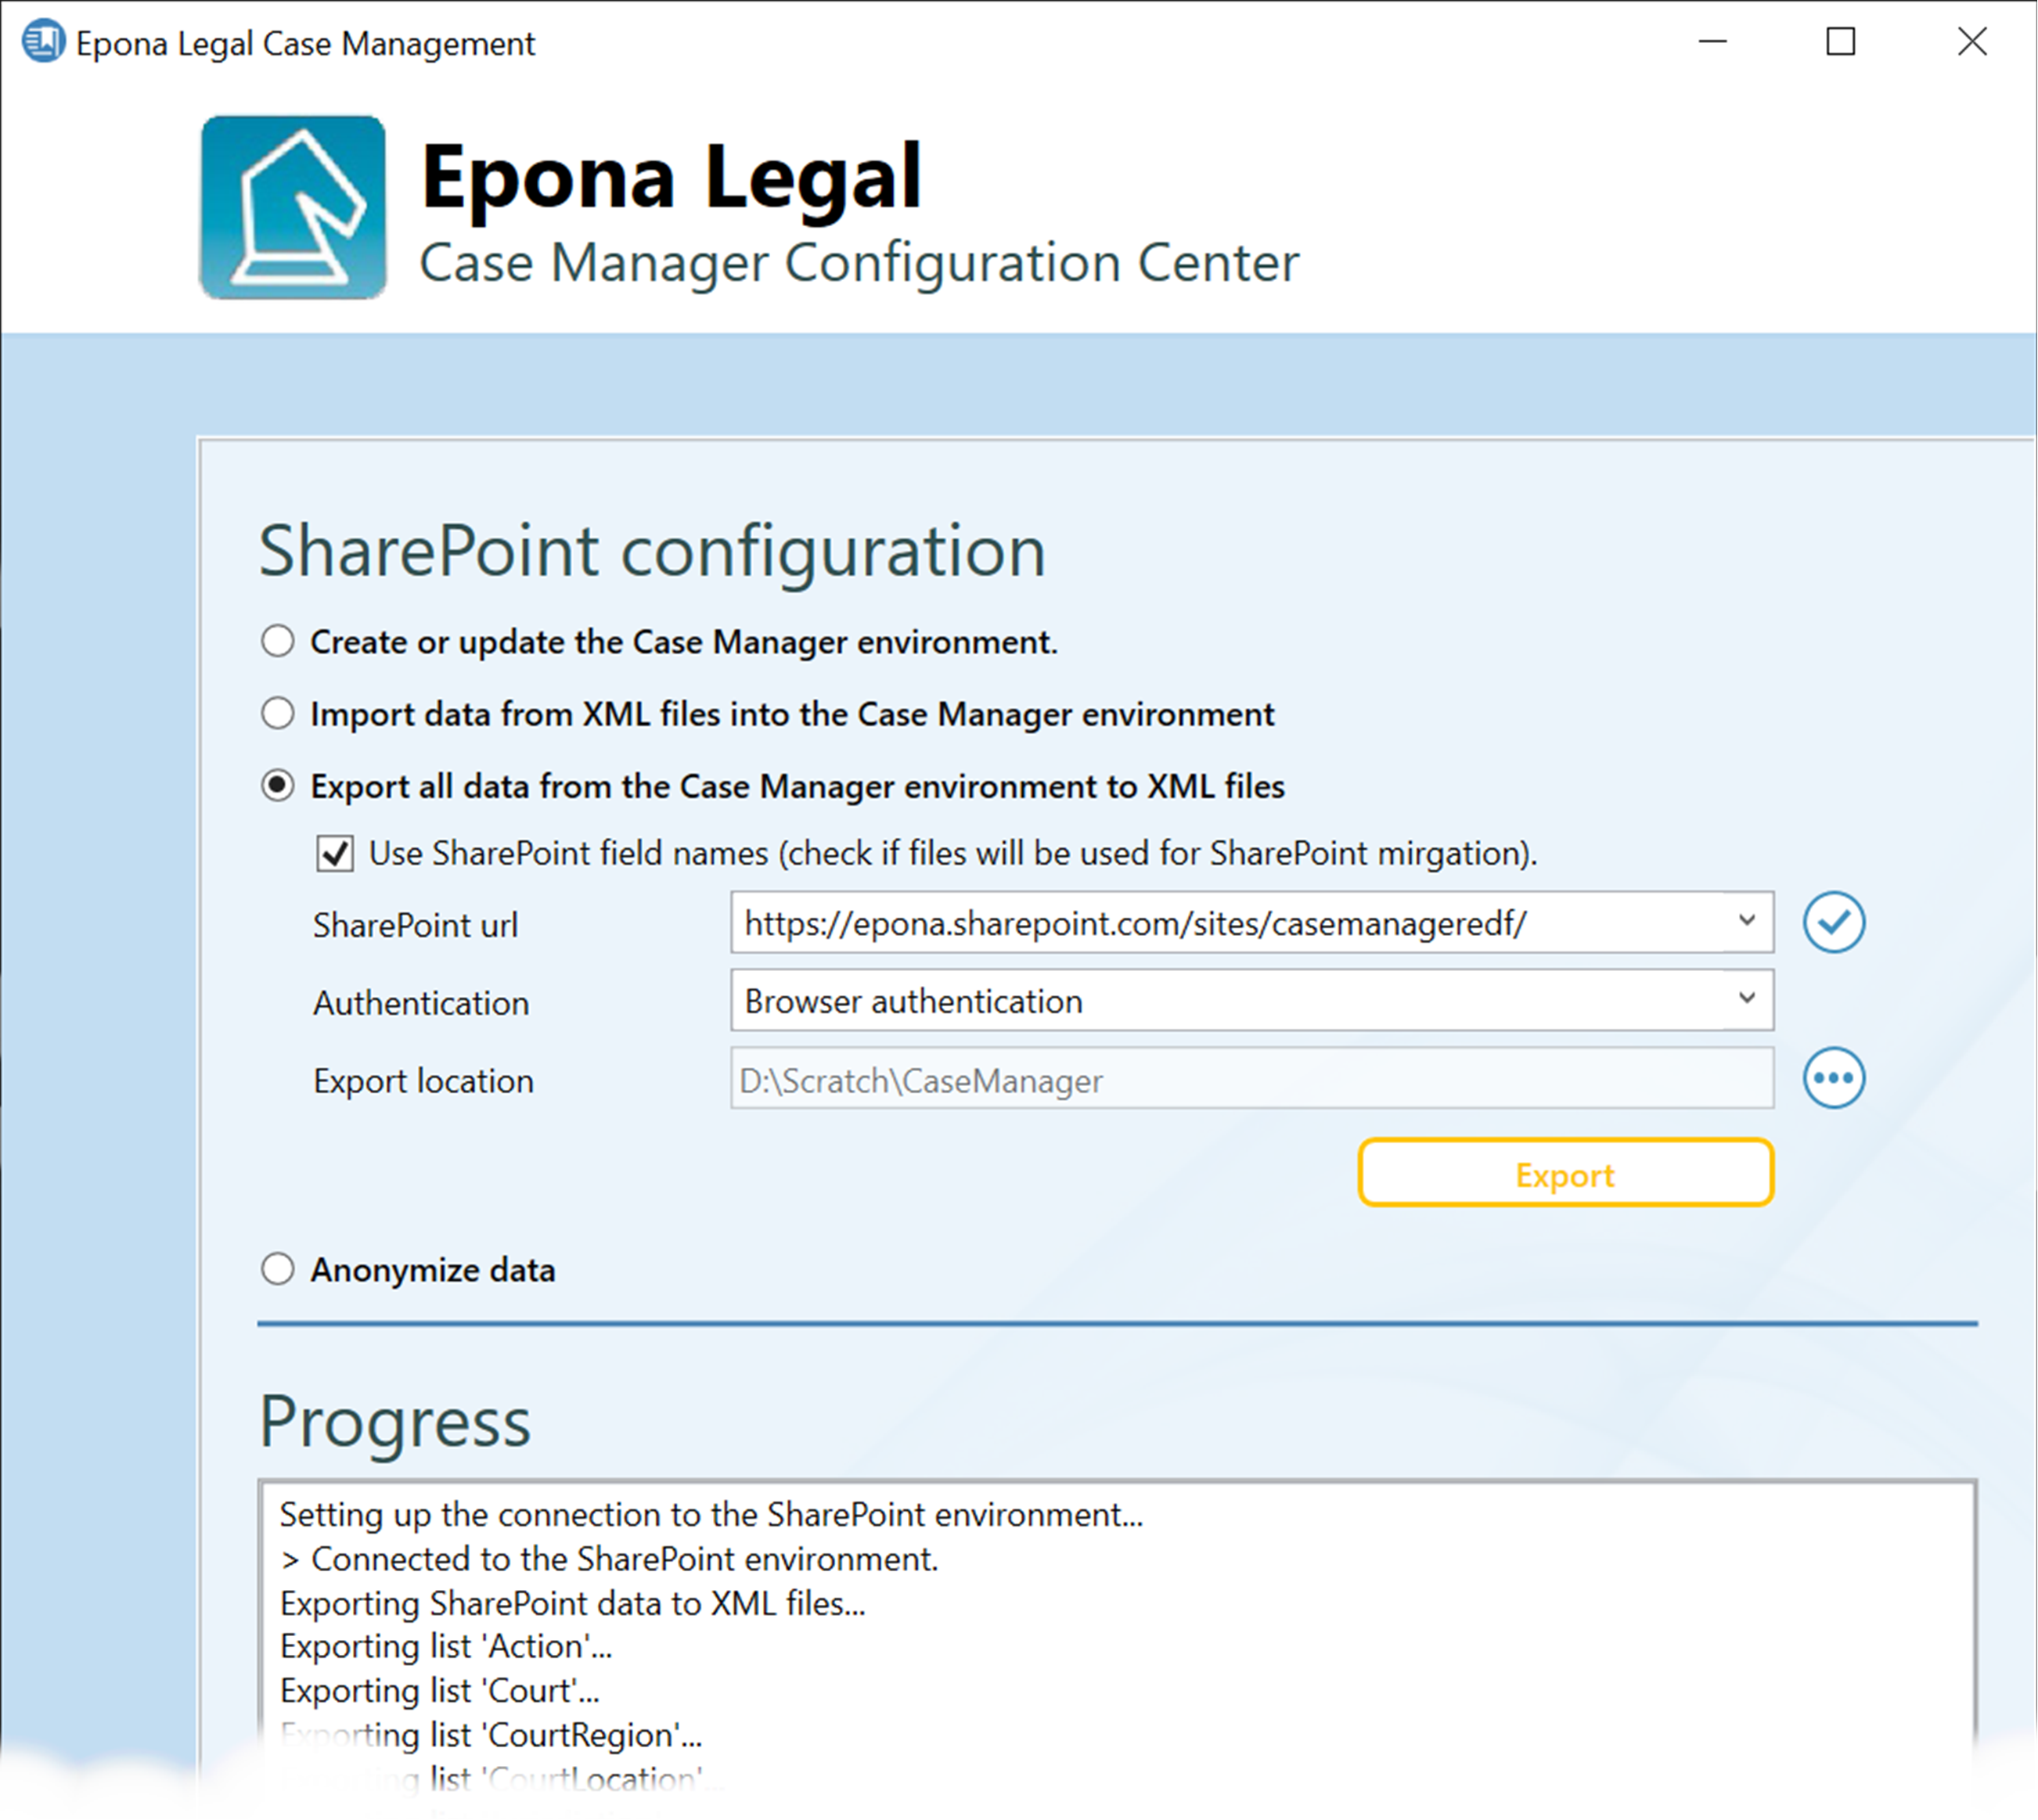 Epona Legal Case Management
Epona Legal
Case Manager Configuration Center
SharePoint configuration
Create or update the Case Manager environment.
Import data from XML files into the Case Manager environment
Export all data from the Case Manager environment to XML files
Use SharePoint field names (check if files will be used for SharePoint mirgation).
SharePoint url https://epona.sharepoint.com/sites/casemanageredf/
Authentication Browser authentication
Export location D:\Scratch\CaseManager
Export
Anonymize data
Progress
Setting up the connection to the SharePoint environment...
> Connected to the SharePoint environment.
Exporting SharePoint data to XML files...
Exporting list 'Action'...
Exporting list 'Court'...
Exporting list 'CourtRegion'...
Exporting list 'CourtLocation'...